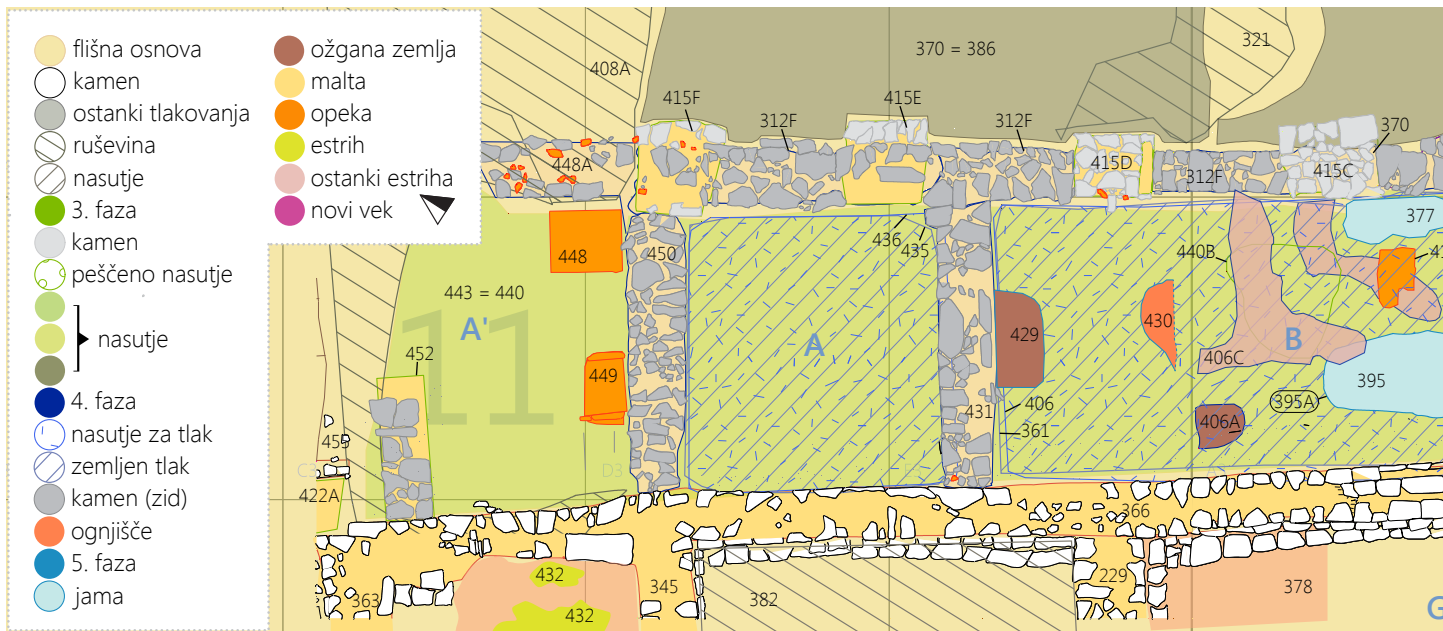 flišna osnova
kamen
ostanki tlakovanja
ruševina
nasutje
3. faza
kamen
peščeno nasutje
nasutje
4. faza
nasutje za tlak
zemljen tlak
kamen (zid)
ognjišče
5. faza
jama
ožgana zemlja
malta
opeka
estrih
ostanki estriha
novi vek
408A
370 = 386
321
415F
312F
415E
312F
370
448A
415D
312F
415C
377
448
450
436
435
440B
443 = 440
A'
11
A
429
430
B
406C
395
452
449
431
406
361
395A
406A
455
C3
D3
422A
366
432
363
345
382
229
378
432
G